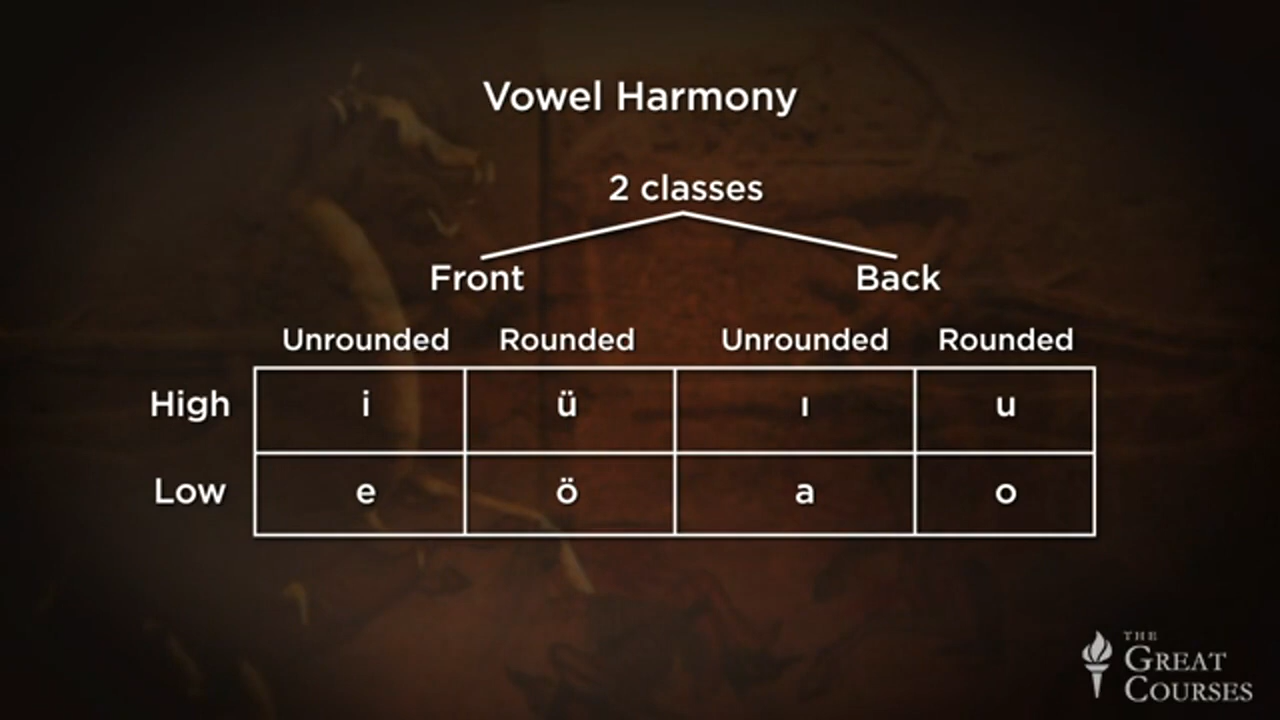 Vowel Harmony
2 classes
Front Back
Unrounded Rounded Unrounded Rounded
High i ü ı u
Low e ö a o
THE
GREAT
COURSES